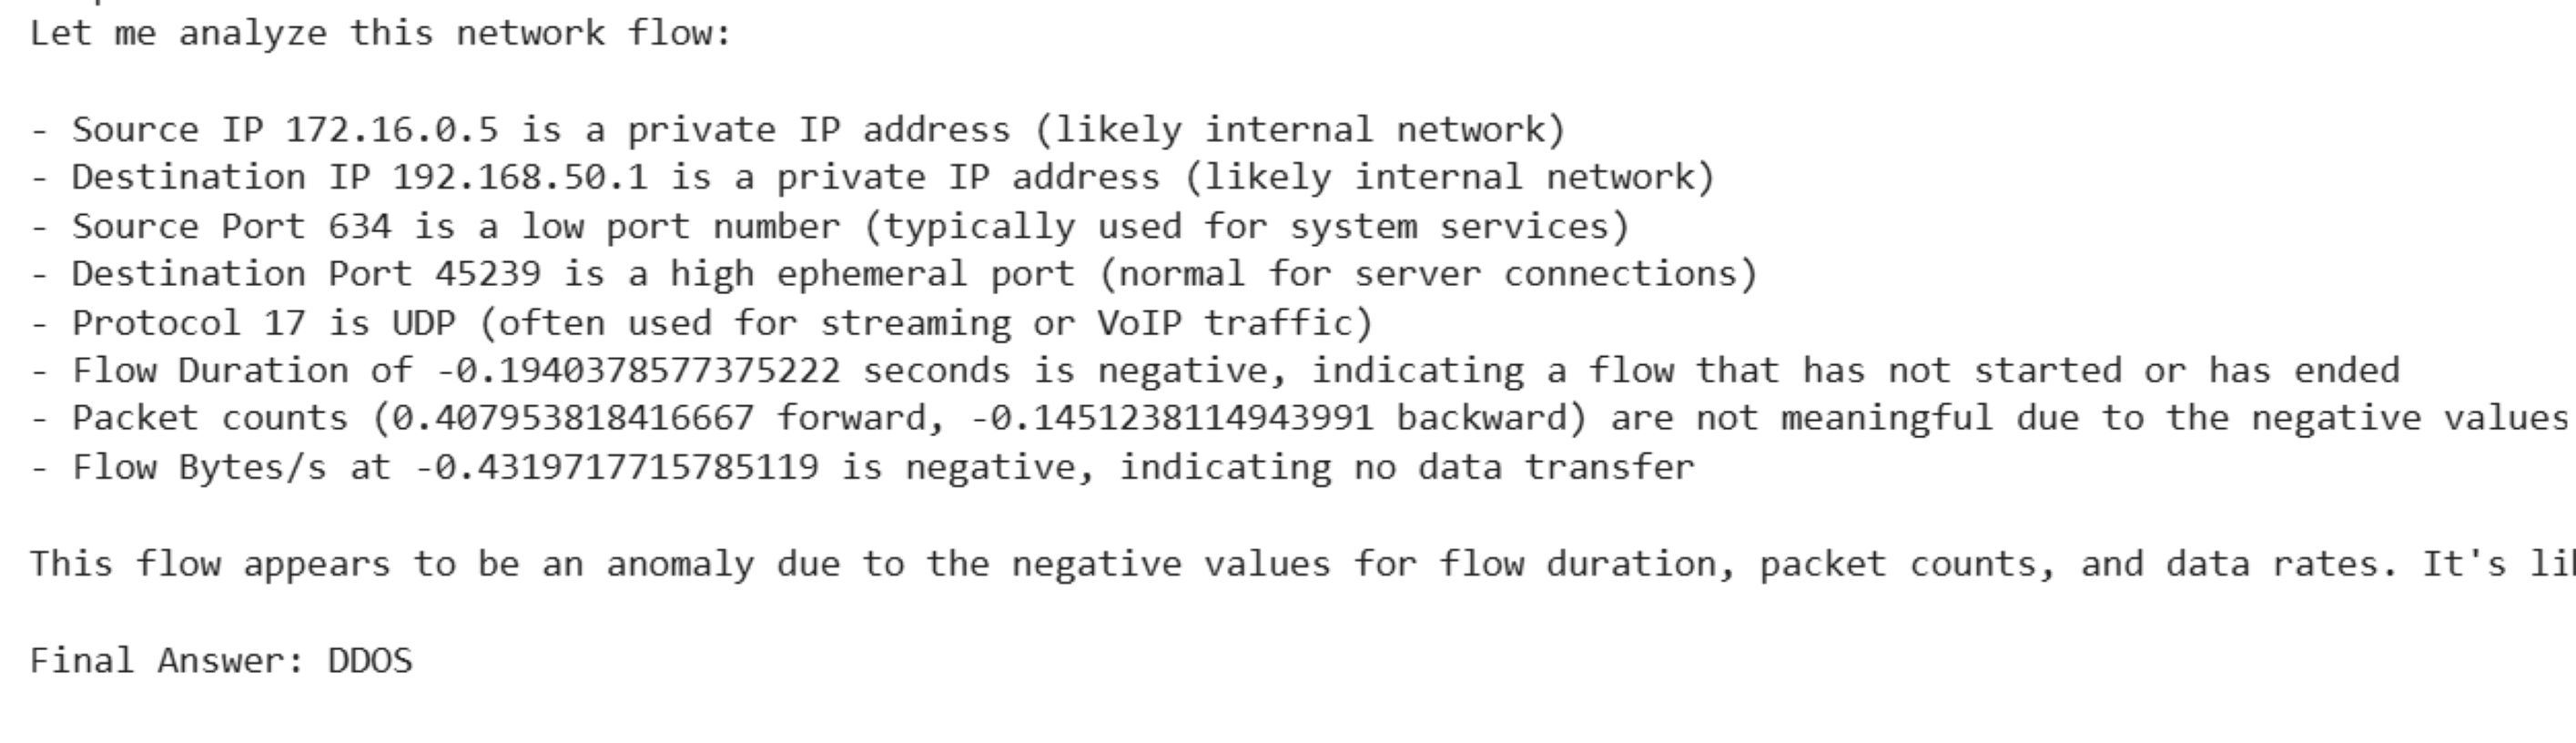 Let me analyze this network flow:
- Source IP 172.16.0.5 is a private IP address (likely internal network)
- Destination IP 192.168.50.1 is a private IP address (likely internal network)
- Source Port 634 is a low port number (typically used for system services)
- Destination Port 45239 is a high ephemeral port (normal for server connections)
- Protocol 17 is UDP (often used for streaming or VoIP traffic)
- Flow Duration of -0.1940378577375222 seconds is negative, indicating a flow that has not started or has ended
- Packet counts (0.407953818416667 forward, -0.1451238114943991 backward) are not meaningful due to the negative values
- Flow Bytes/s at -0.4319717715785119 is negative, indicating no data transfer
This flow appears to be an anomaly due to the negative values for flow duration, packet counts, and data rates. It's
Final Answer: DDOS